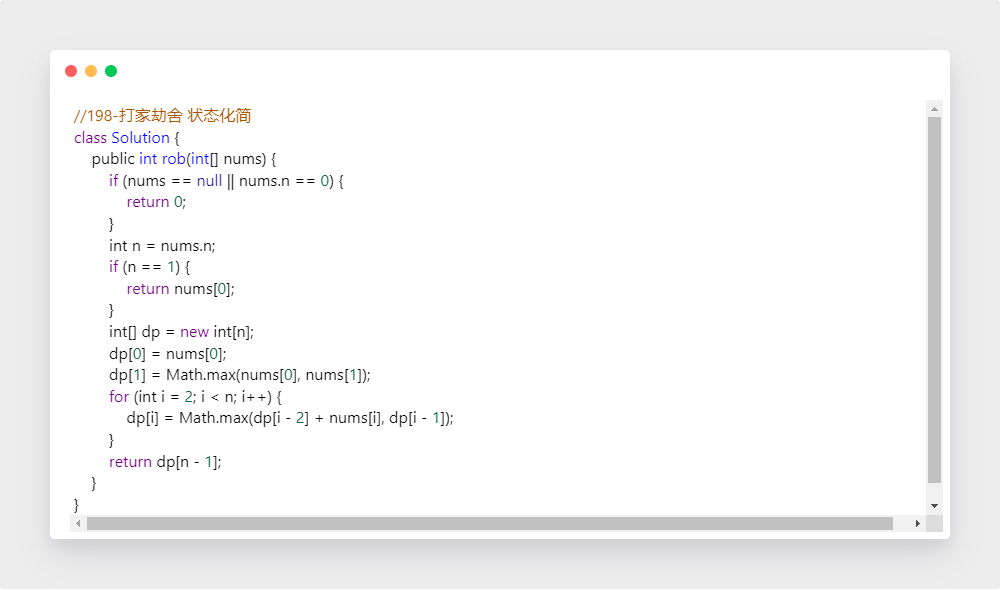 //198-打家劫舍 状态化简
class Solution {
    public int rob(int[] nums) {
        if (nums == null || nums.n == 0) {
            return 0;
        }
        int n = nums.n;
        if (n == 1) {
            return nums[0];
        }
        int[] dp = new int[n];
        dp[0] = nums[0];
        dp[1] = Math.max(nums[0], nums[1]);
        for (int i = 2; i < n; i++) {
            dp[i] = Math.max(dp[i - 2] + nums[i], dp[i - 1]);
        }
        return dp[n - 1];
    }
}